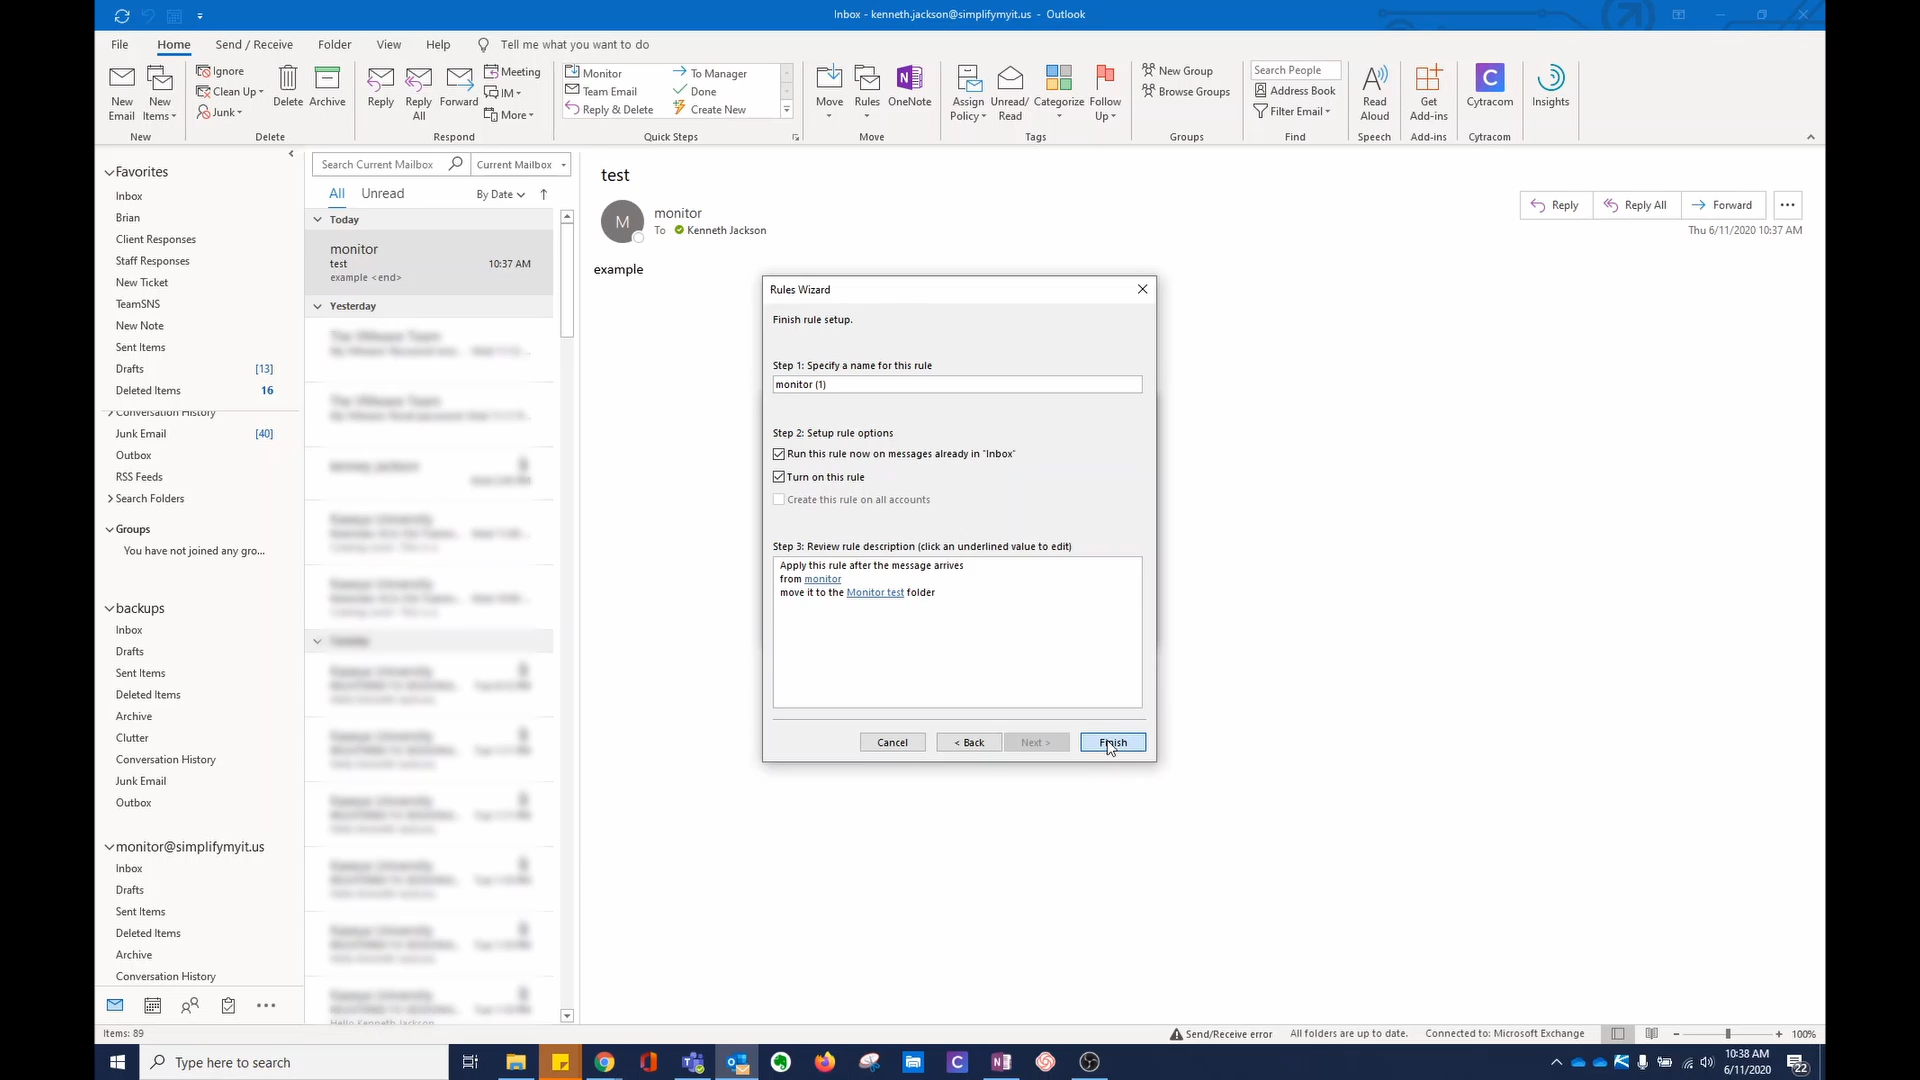 Inbox - kenneth.jackson@simplifymyit.us - Outlook
File Home Send / Receive Folder View Help Tell me what you want to do
New Email
New Items
New
Ignore
Clean Up
Junk
Delete
Archive
Delete
Reply
Reply All
Forward
Meeting
IM
More
Respond
Monitor
Team Email
Reply & Delete
To Manager
Done
Create New
Quick Steps
Move
Rules
OneNote
Move
Assign Policy
Unread/ Read
Categorize
Follow Up
Tags
New Group
Browse Groups
Groups
Search People
Address Book
Filter Email
Find
Read Aloud
Speech
Get Add-ins
Add-ins
Cytracom
Cytracom
Insights
Favorites
Inbox
Brian
Client Responses
Staff Responses
New Ticket
TeamSNS
New Note
Sent Items
Drafts [13]
Deleted Items 16
Conversation History
Junk Email [40]
Outbox
RSS Feeds
Search Folders
Groups
You have not joined any gro...
backups
Inbox
Drafts
Sent Items
Deleted Items
Archive
Clutter
Conversation History
Junk Email
Outbox
monitor@simplifymyit.us
Inbox
Drafts
Sent Items
Deleted Items
Archive
Conversation History
Search Current Mailbox Current Mailbox
All Unread By Date
Today
monitor
test 10:37 AM
example <end>
Yesterday
test
M
monitor
To Kenneth Jackson
Reply Reply All Forward
Thu 6/11/2020 10:37 AM
example
Rules Wizard
Finish rule setup.
Step 1: Specify a name for this rule
monitor (1)
Step 2: Setup rule options
Run this rule now on messages already in "Inbox"
Turn on this rule
Create this rule on all accounts
Step 3: Review rule description (click an underlined value to edit)
Apply this rule after the message arrives
from monitor
move it to the Monitor test folder
Cancel < Back Next > Finish
Items: 89
Send/Receive error All folders are up to date. Connected to: Microsoft Exchange 100%
Type here to search
10:38 AM
6/11/2020
22